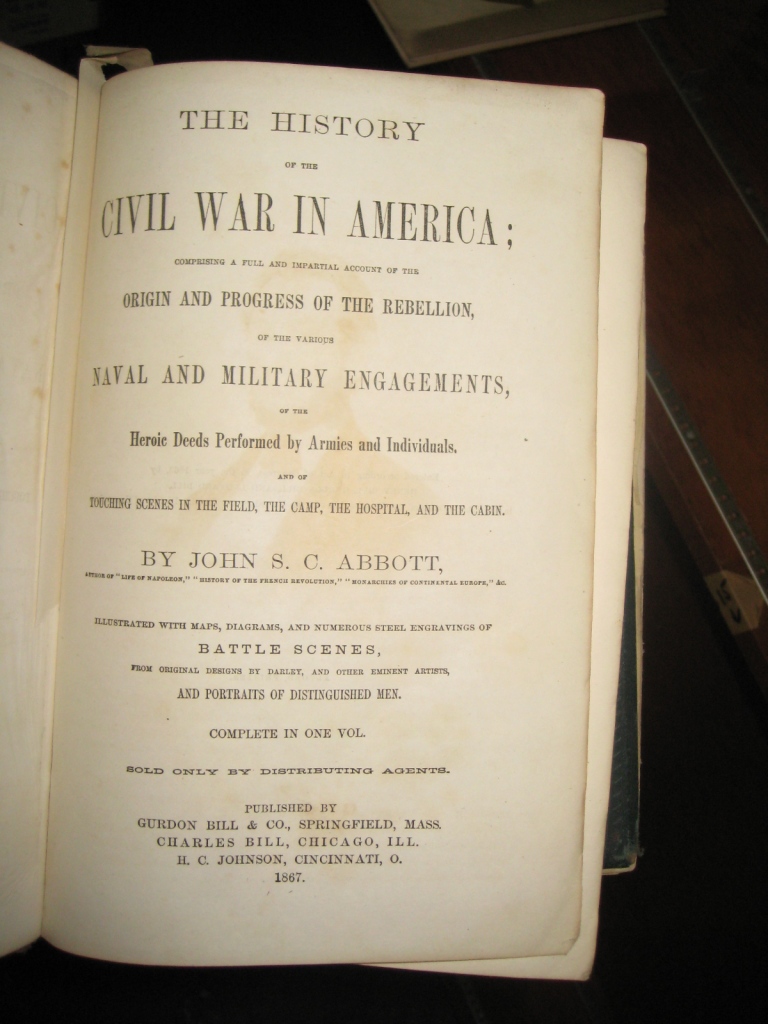 THE HISTORY
OF THE
CIVIL WAR IN AMERICA;
COMPRISING A FULL AND IMPARTIAL ACCOUNT OF THE
ORIGIN AND PROGRESS OF THE REBELLION,
OF THE VARIOUS
NAVAL AND MILITARY ENGAGEMENTS,
OF THE
Heroic Deeds Performed by Armies and Individuals,
AND OF
TOUCHING SCENES IN THE FIELD, THE CAMP, THE HOSPITAL, AND THE CABIN.
BY JOHN S. C. ABBOTT,
AUTHOR OF "LIFE OF NAPOLEON," "HISTORY OF THE FRENCH REVOLUTION," "MONARCHIES OF CONTINENTAL EUROPE," &c.
ILLUSTRATED WITH MAPS, DIAGRAMS, AND NUMEROUS STEEL ENGRAVINGS OF
BATTLE SCENES,
FROM ORIGINAL DESIGNS BY DARLEY, AND OTHER EMINENT ARTISTS,
AND PORTRAITS OF DISTINGUISHED MEN.
COMPLETE IN ONE VOL.
SOLD ONLY BY DISTRIBUTING AGENTS.
PUBLISHED BY
GURDON BILL & CO., SPRINGFIELD, MASS.
CHARLES BILL, CHICAGO, ILL.
H. C. JOHNSON, CINCINNATI, O.
1867.